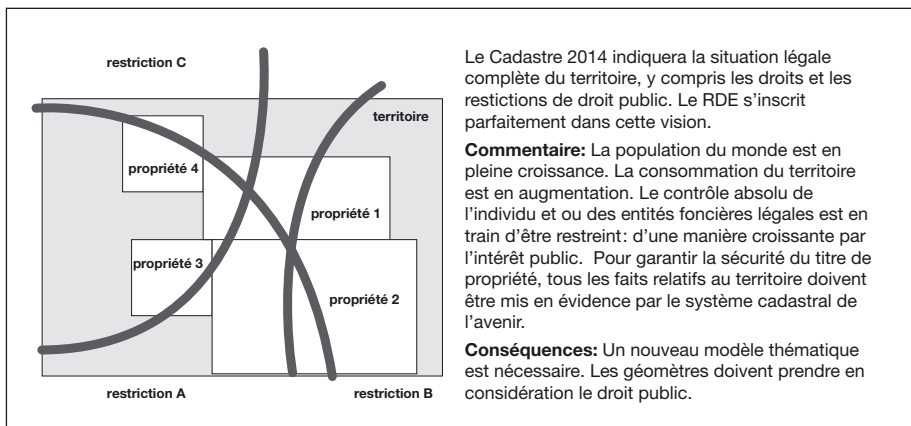 restriction C
territoire
propriété 4
propriété 1
propriété 3
propriété 2
restriction A
restriction B
Le Cadastre 2014 indiquera la situation légale
complète du territoire, y compris les droits et les
restictions de droit public. Le RDE s’inscrit
parfaitement dans cette vision.
Commentaire: La population du monde est en
pleine croissance. La consommation du territoire
est en augmentation. Le contrôle absolu de
l’individu et ou des entités foncières légales est en
train d’être restreint: d’une manière croissante par
l’intérêt public. Pour garantir la sécurité du titre de
propriété, tous les faits relatifs au territoire doivent
être mis en évidence par le système cadastral de
l’avenir.
Conséquences: Un nouveau modèle thématique
est nécessaire. Les géomètres doivent prendre en
considération le droit public.